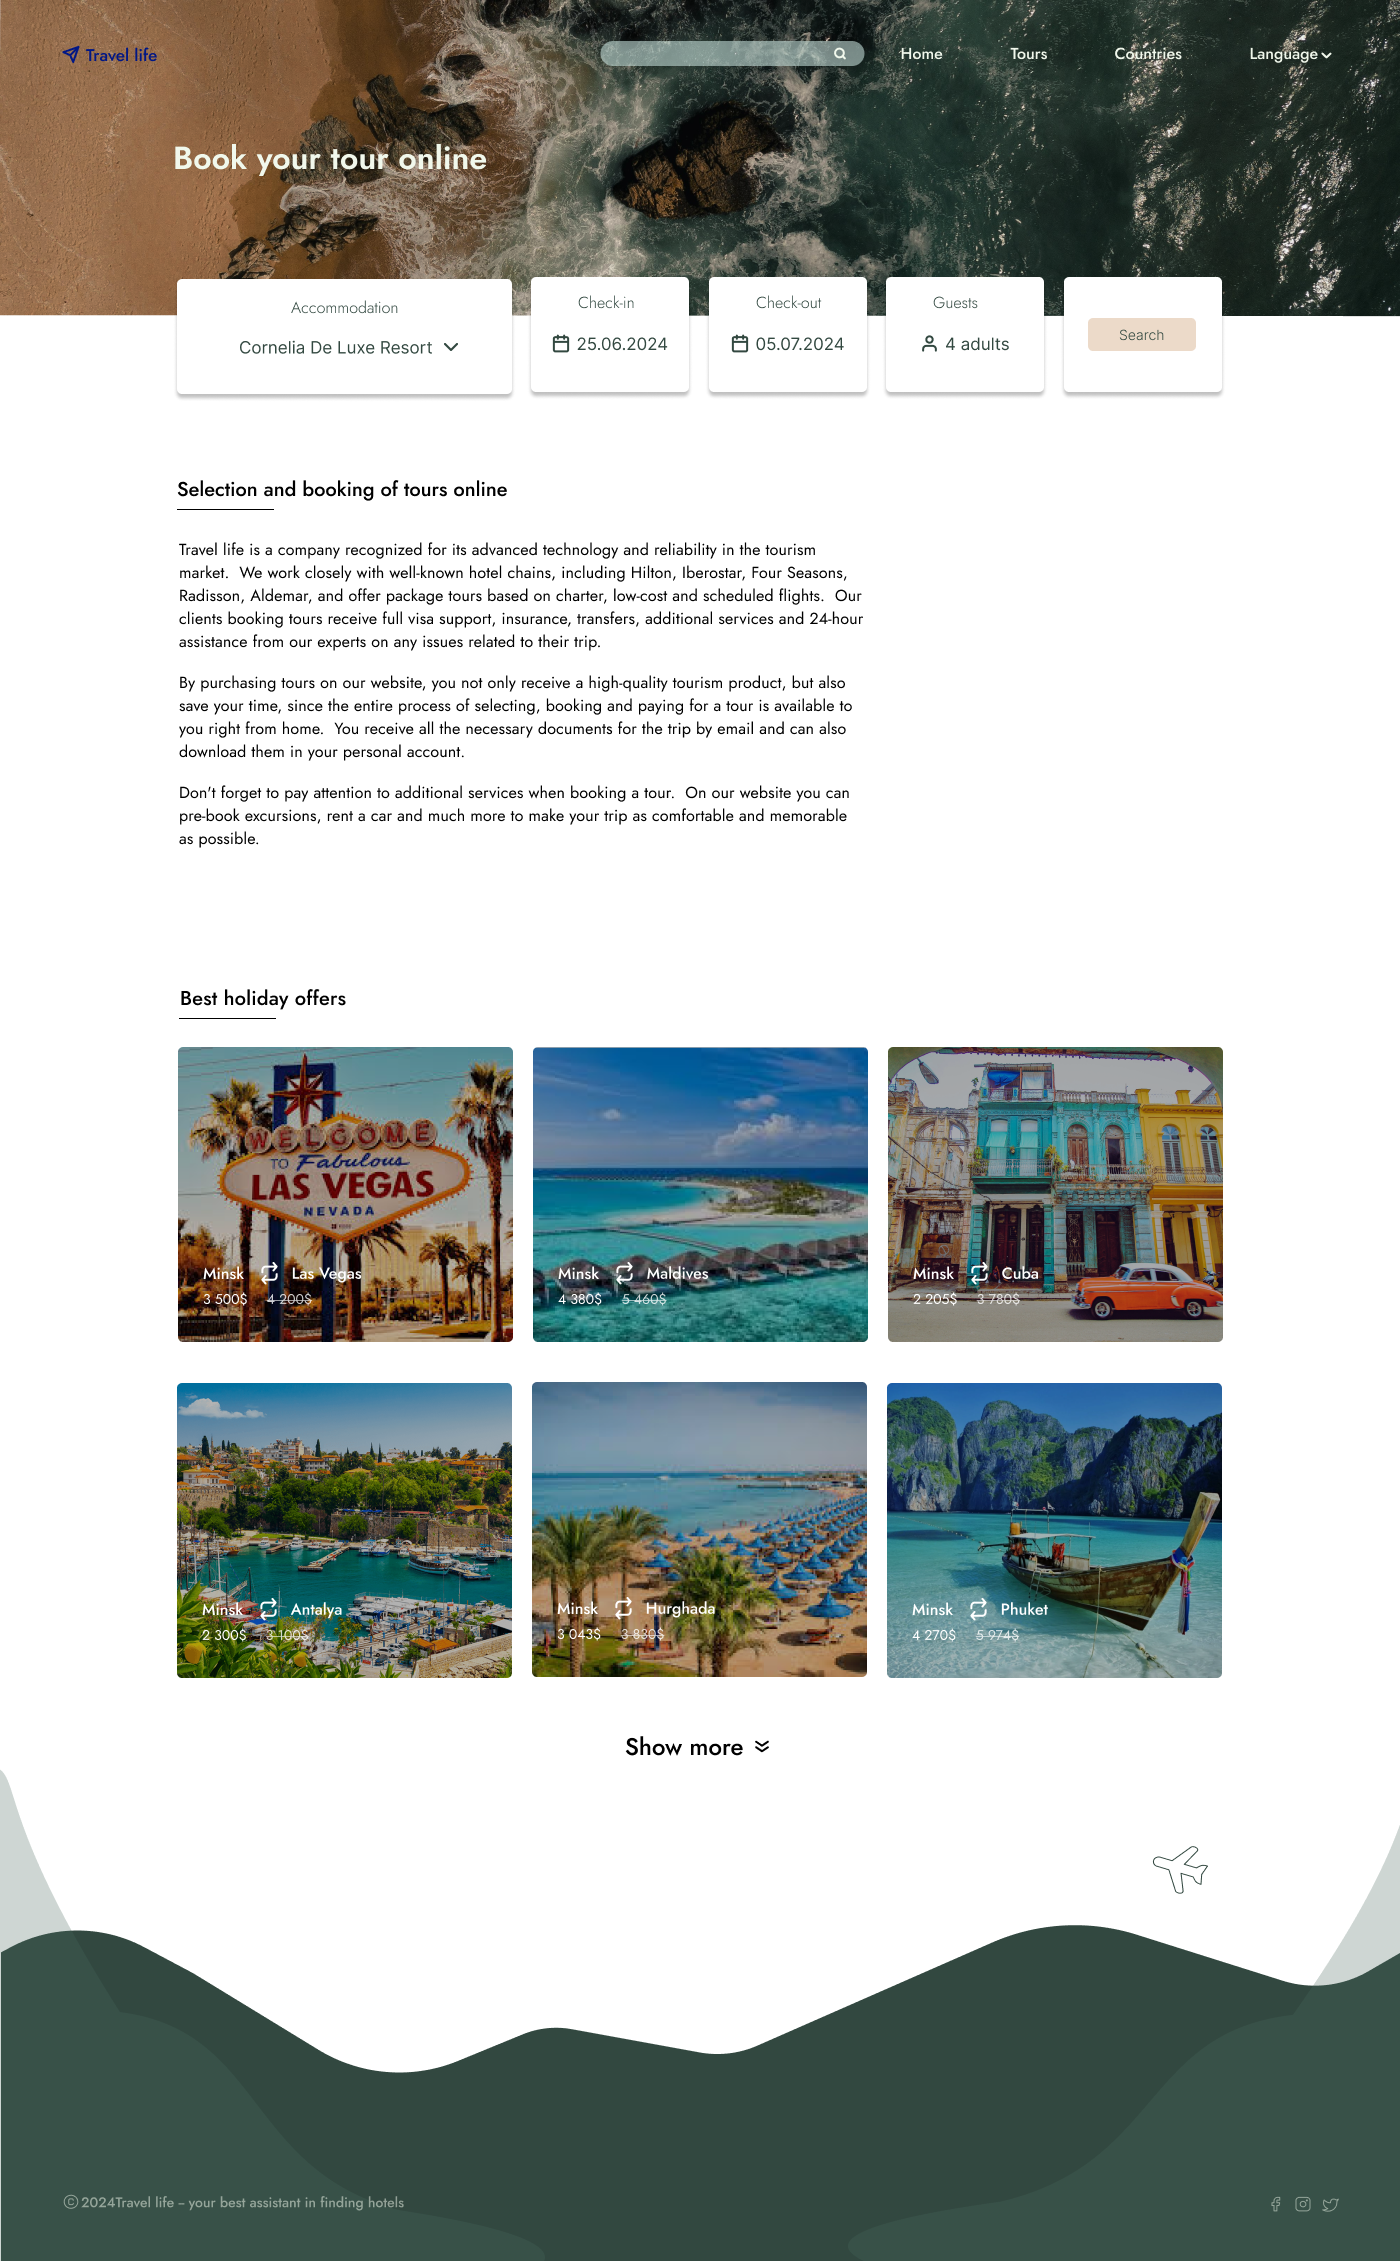 Travel life
Home
Tours
Countries
Language
Book your tour online
Accommodation
Cornelia De Luxe Resort
Check-in
25.06.2024
Check-out
05.07.2024
Guests
4 adults
Search
Selection and booking of tours online
Travel life is a company recognized for its advanced technology and reliability in the tourism
market.  We work closely with well-known hotel chains, including Hilton, Iberostar, Four Seasons,
Radisson, Aldemar, and offer package tours based on charter, low-cost and scheduled flights.  Our
clients booking tours receive full visa support, insurance, transfers, additional services and 24-hour
assistance from our experts on any issues related to their trip.
By purchasing tours on our website, you not only receive a high-quality tourism product, but also
save your time, since the entire process of selecting, booking and paying for a tour is available to
you right from home.  You receive all the necessary documents for the trip by email and can also
download them in your personal account.
Don't forget to pay attention to additional services when booking a tour.  On our website you can
pre-book excursions, rent a car and much more to make your trip as comfortable and memorable
as possible.
Best holiday offers
WELCOME
TO Fabulous
LAS VEGAS
NEVADA
Minsk Las Vegas
3 500$ 4 200$
Minsk Maldives
4 380$ 5 460$
Minsk Cuba
2 205$ 3 780$
Minsk Antalya
2 300$ 3 100$
Minsk Hurghada
3 043$ 3 830$
Minsk Phuket
4 270$ 5 974$
Show more
© 2024Travel life – your best assistant in finding hotels